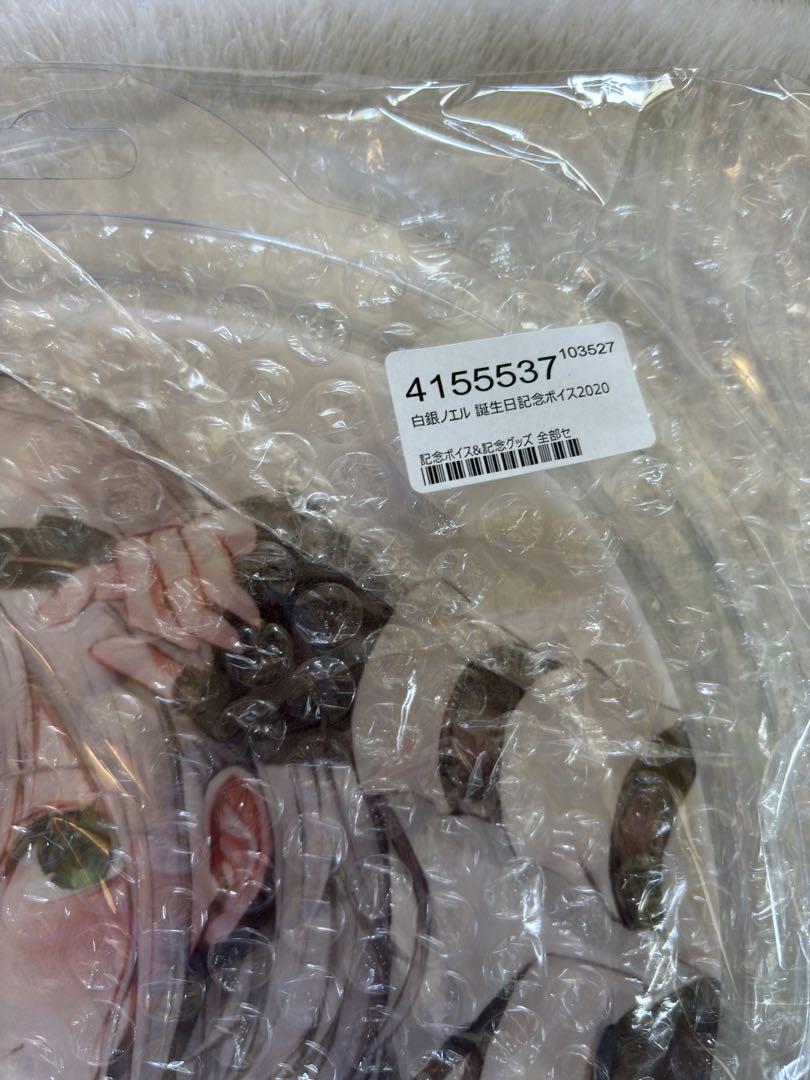 4155537 103527
白銀ノエル 誕生日記念ボイス2020
記念ボイス&記念グッズ 全部セ